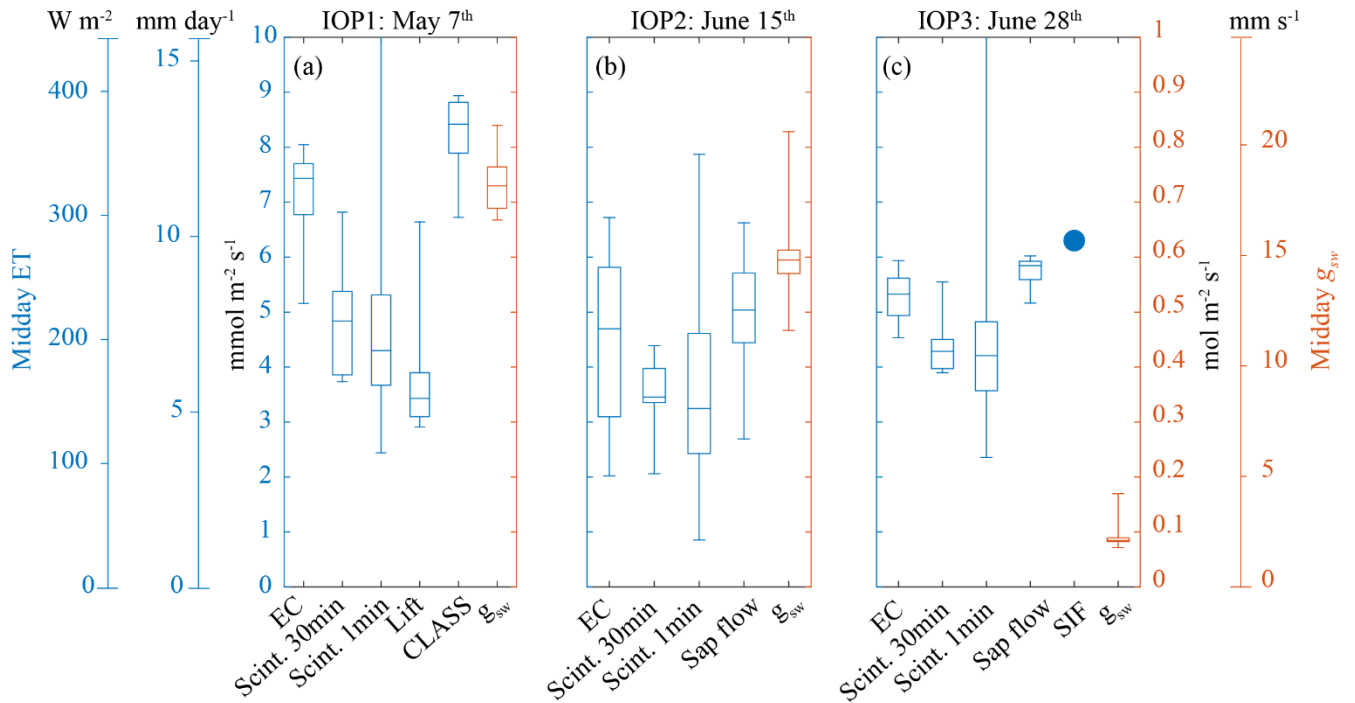 W m-2
mm day-1
IOP1: May 7th
IOP2: June 15th
IOP3: June 28th
mm s-1
(a)
(b)
(c)
400
300
200
100
0
15
10
5
0
10
9
8
7
6
5
4
3
2
1
0
1
0.9
0.8
0.7
0.6
0.5
0.4
0.3
0.2
0.1
0
20
15
10
5
0
Midday ET
mmol m-2 s-1
mol m-2 s-1
Midday gsw
EC
Scint. 30min
Scint. 1min
Lift
CLASS
gsw
EC
Scint. 30min
Scint. 1min
Sap flow
gsw
EC
Scint. 30min
Scint. 1min
Sap flow
SIF
gsw